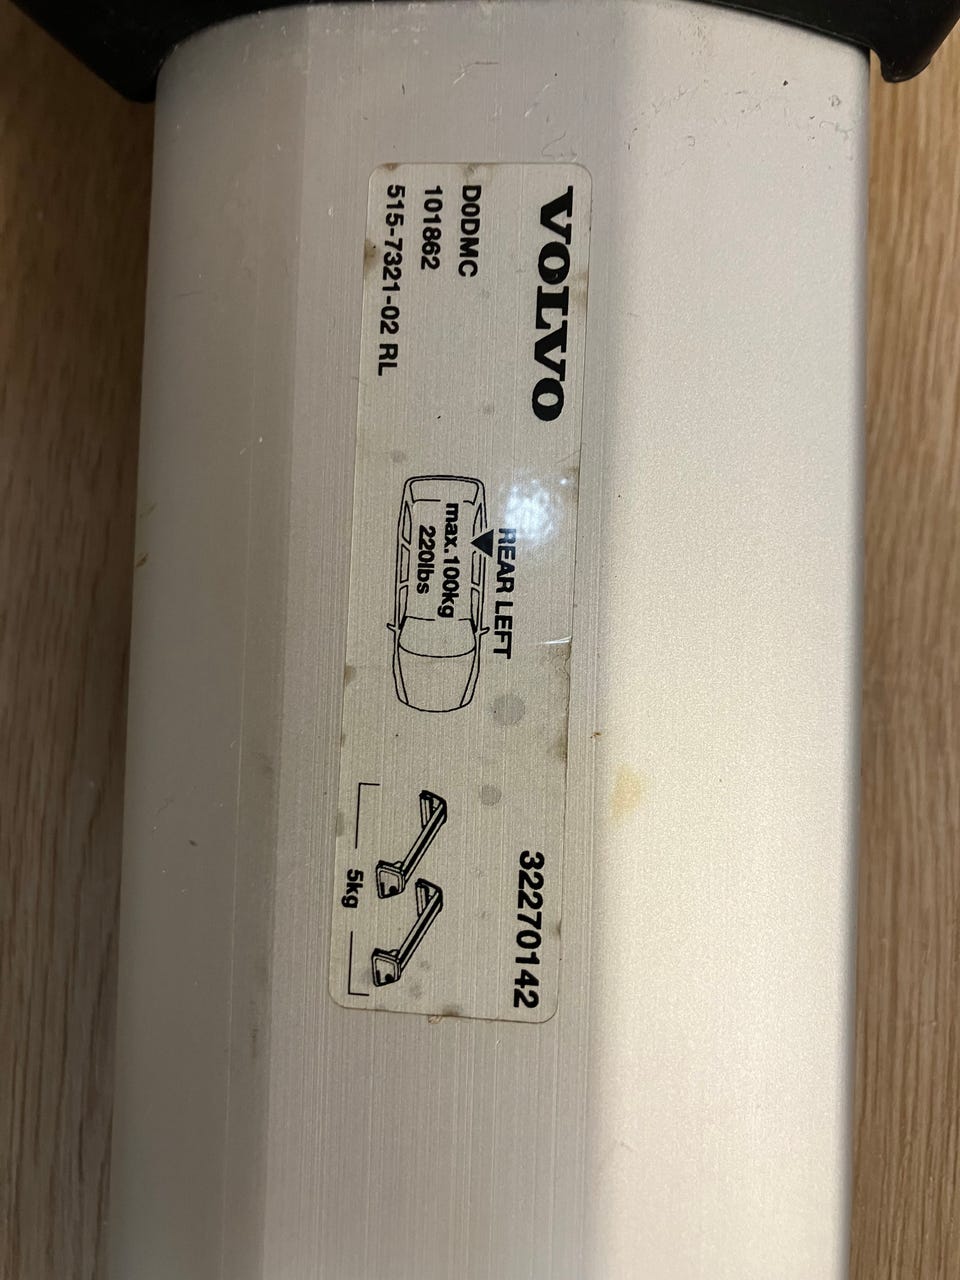 VOLVO
32270142
D0DMC
101862
515-7321-02 RL
REAR LEFT
max.100kg
220lbs
5kg